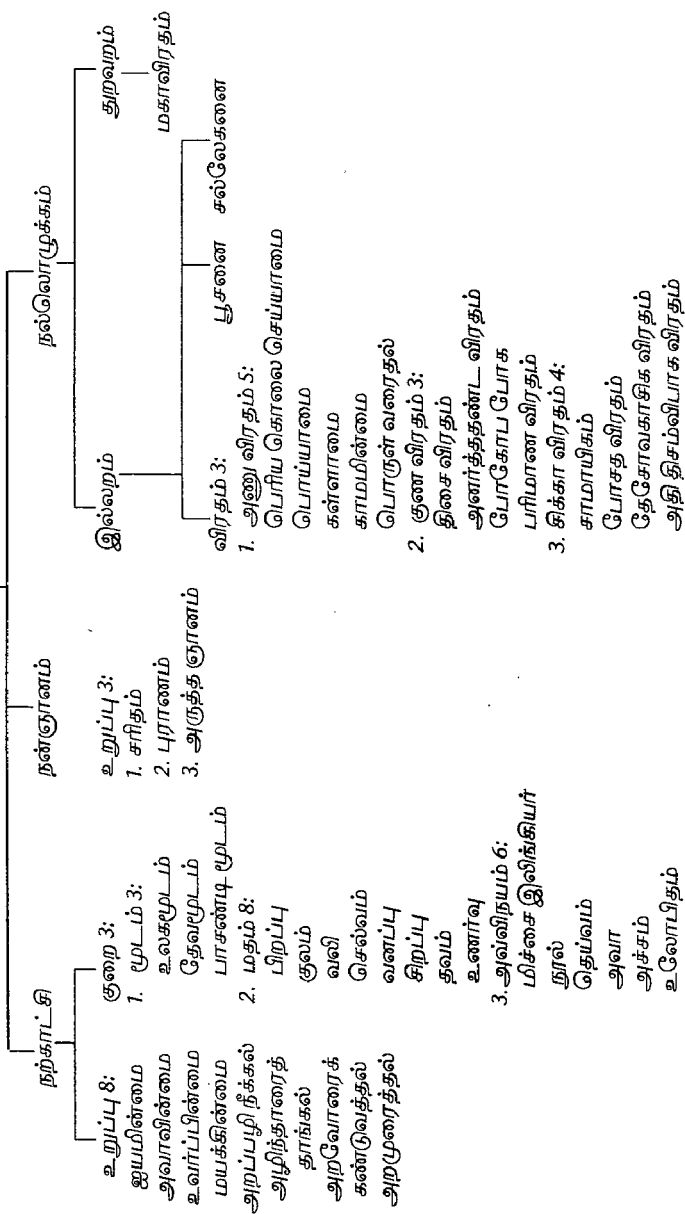 நற்காட்சி
உறுப்பு 8:
ஐயமின்மை
அவாவின்மை
உவர்ப்பின்மை
மயக்கின்மை
அறப்பழி நீக்கல்
அழிந்தாரைத்
தாங்கல்
அறவோரைக்
கண்டுவத்தல்
அறமுரைத்தல்
குறை 3:
1. மூடம் 3:
உலகமூடம்
தேவமூடம்
பாசண்டி மூடம்
2. மதம் 8:
பிறப்பு
குலம்
வலி
செல்வம்
வனப்பு
சிறப்பு
தவம்
உணர்வு
3. அவ்விநயம் 6:
மிச்சை இலிங்கியர்
நூல்
தெய்வம்
அவா
அச்சம்
உலோபிதம்
நன்ஞானம்
உறுப்பு 3:
1. சரிதம்
2. புராணம்
3. அருத்த ஞானம்
நல்லொழுக்கம்
இல்லறம்
விரதம் 3:
1. அணு விரதம் 5:
பெரிய கொலை செய்யாமை
பொய்யாமை
கள்ளாமை
காமமின்மை
பொருள் வரைதல்
2. குண விரதம் 3:
திசை விரதம்
அனர்த்ததண்ட விரதம்
போகோப போக
பரிமாண விரதம்
3. சிக்கா விரதம் 4:
சாமாயிகம்
போசத விரதம்
தேசோவகாசிக விரதம்
அதி திசம்விபாக விரதம்
பூசனை
சல்லேகனை
துறவறம்
மகாவிரதம்